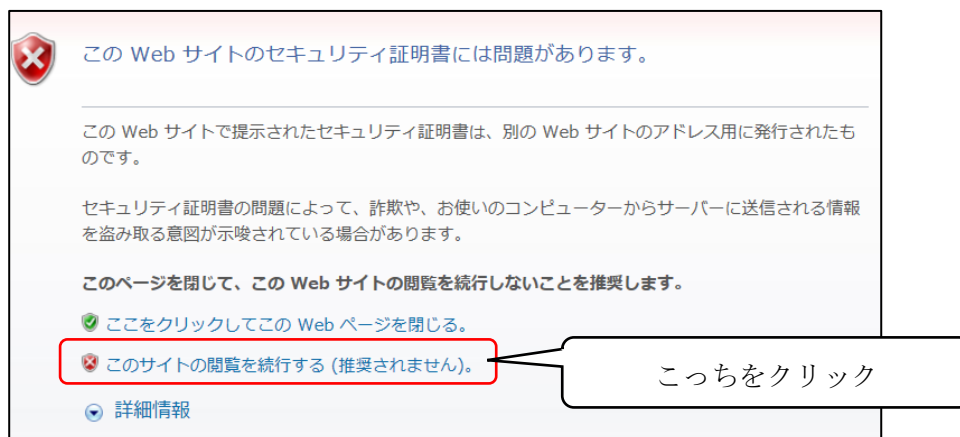 この Web サイトのセキュリティ証明書には問題があります。
この Web サイトで提示されたセキュリティ証明書は、別の Web サイトのアドレス用に発行されたも
のです。
セキュリティ証明書の問題によって、詐欺や、お使いのコンピューターからサーバーに送信される情報
を盗み取る意図が示唆されている場合があります。
このページを閉じて、この Web サイトの閲覧を続行しないことを推奨します。
ここをクリックしてこの Web ページを閉じる。
このサイトの閲覧を続行する (推奨されません)。
こっちをクリック
詳細情報